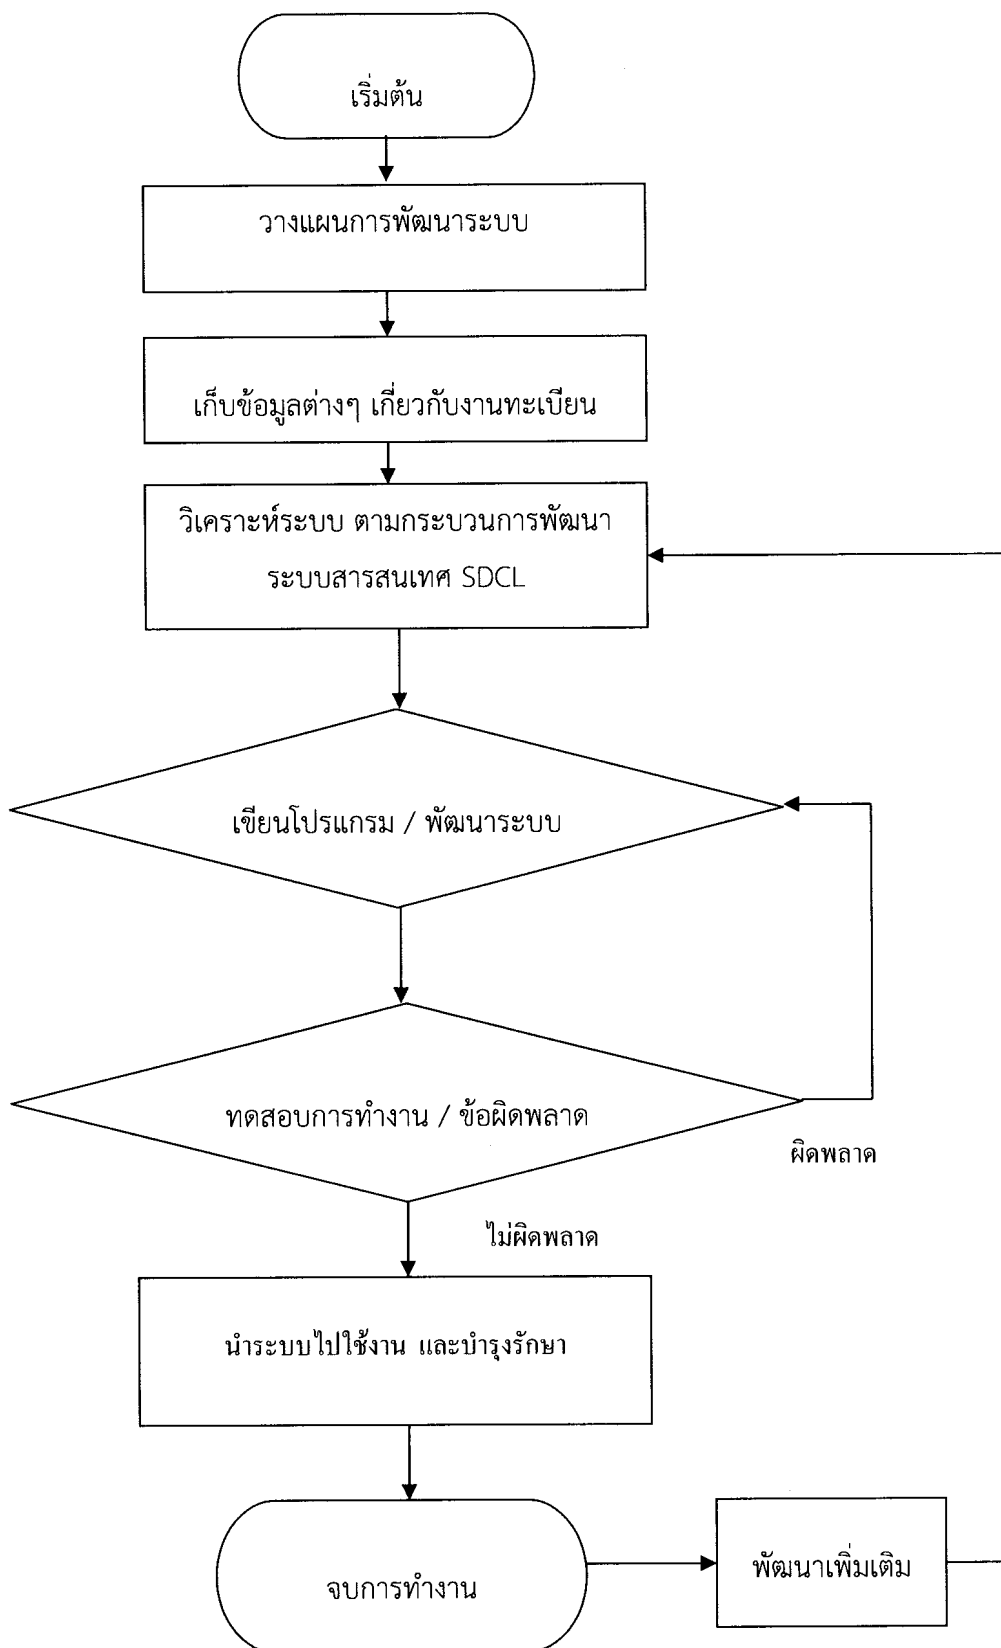 เริ่มต้น
วางแผนการพัฒนาระบบ
เก็บข้อมูลต่างๆ เกี่ยวกับงานทะเบียน
วิเคราะห์ระบบ ตามกระบวนการพัฒนา
ระบบสารสนเทศ SDCL
เขียนโปรแกรม / พัฒนาระบบ
ทดสอบการทำงาน / ข้อผิดพลาด
ผิดพลาด
ไม่ผิดพลาด
นำระบบไปใช้งาน และบำรุงรักษา
จบการทำงาน
พัฒนาเพิ่มเติม